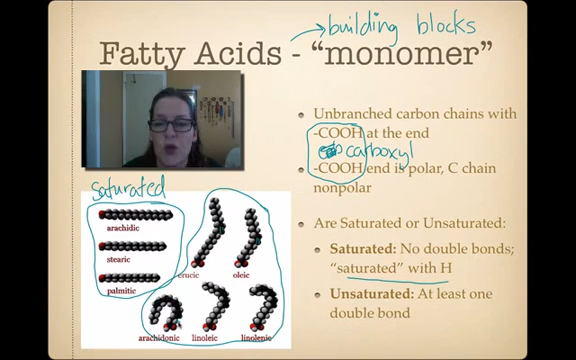 building blocks
Fatty Acids - “monomer”
Unbranched carbon chains with
-COOH at the end
carboxyl
-COOH end is polar, C chain
nonpolar
Are Saturated or Unsaturated:
Saturated: No double bonds;
“saturated” with H
Unsaturated: At least one
double bond
saturated
arachidic
stearic
palmitic
erucic
oleic
arachidonic
linoleic
linolenic